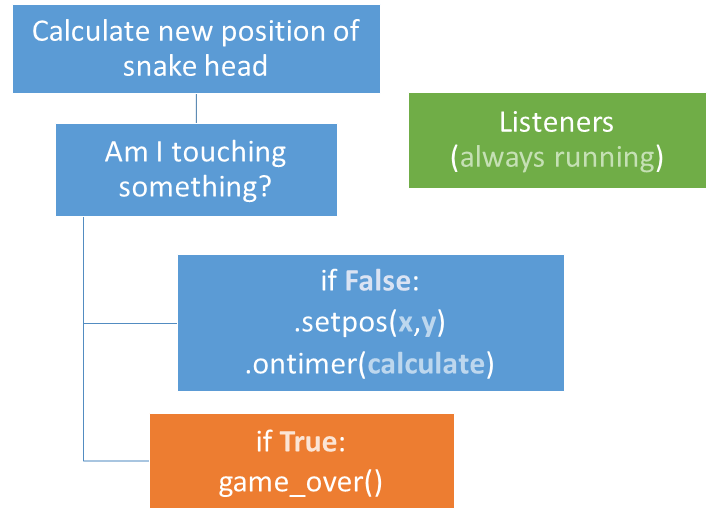 Calculate new position of
snake head
Am I touching
something?
Listeners
(always running)
if False:
.setpos(x,y)
.ontimer(calculate)
if True:
game_over()